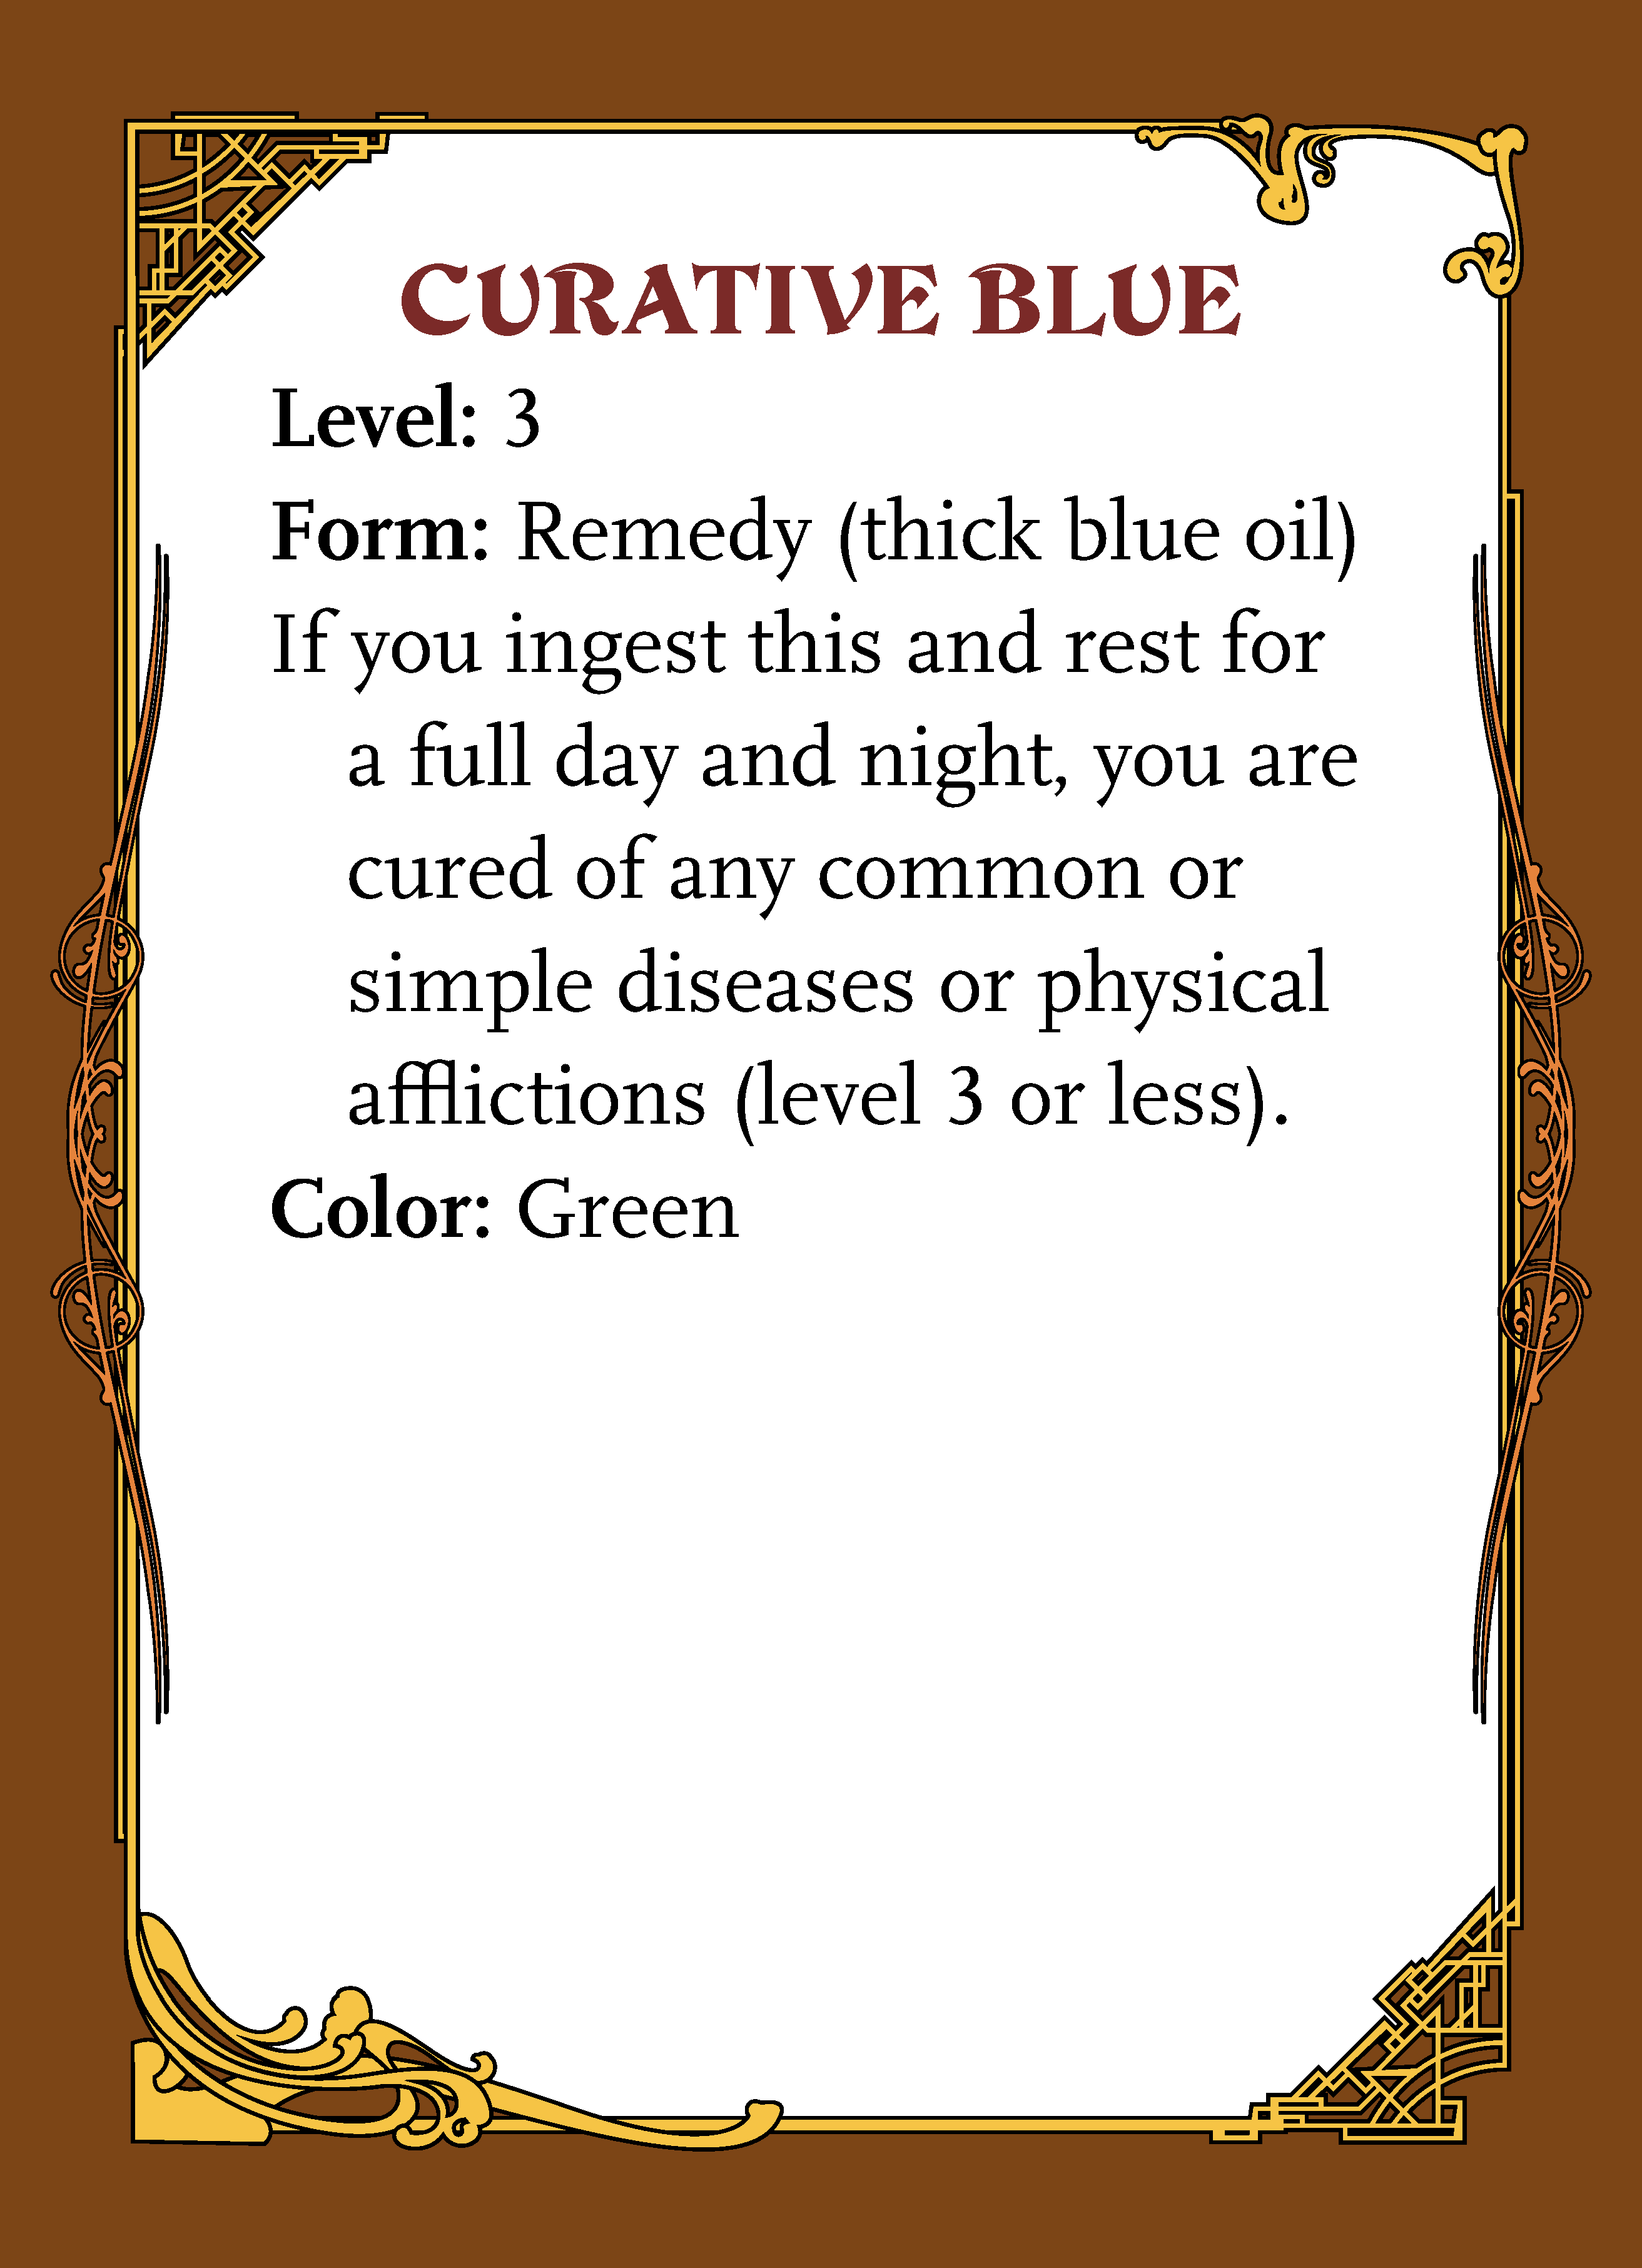 CURATIVE BLUE
Level: 3
Form: Remedy (thick blue oil)
If you ingest this and rest for
a full day and night, you are
cured of any common or
simple diseases or physical
afflictions (level 3 or less).
Color: Green